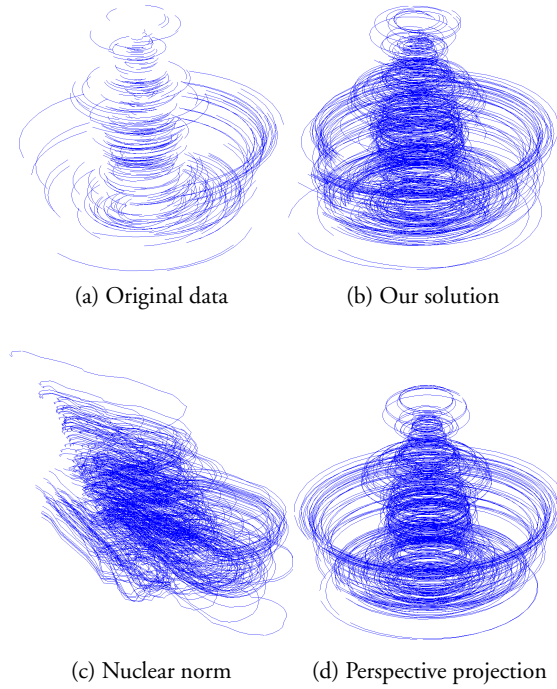 (a) Original data
(b) Our solution
(c) Nuclear norm
(d) Perspective projection